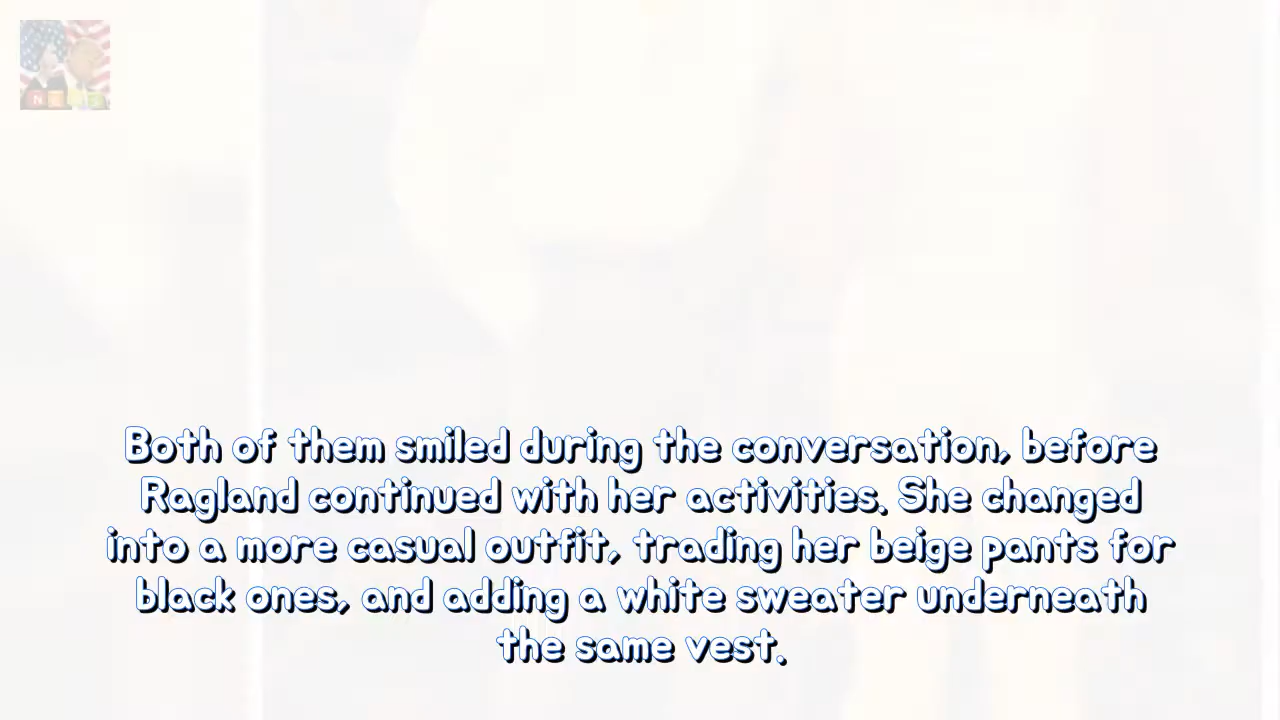 Both of them smiled during the conversation, before
Ragland continued with her activities. She changed
into a more casual outfit, trading her beige pants for
black ones, and adding a white sweater underneath
the same vest.